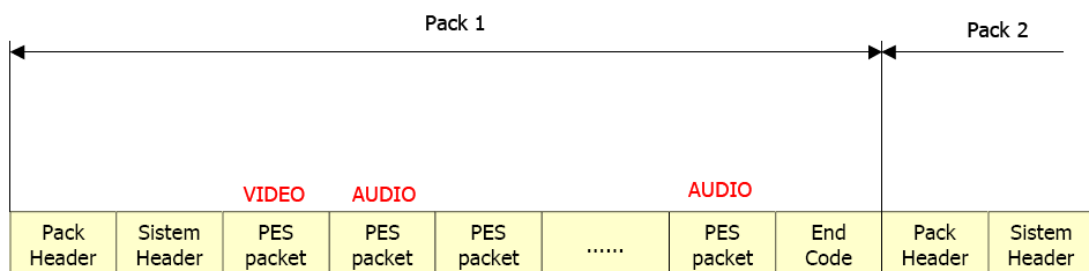 Pack 1
Pack 2
VIDEO AUDIO AUDIO
Pack Sistem PES PES PES ...... PES End Pack Sistem
Header Header packet packet packet packet Code Header Header